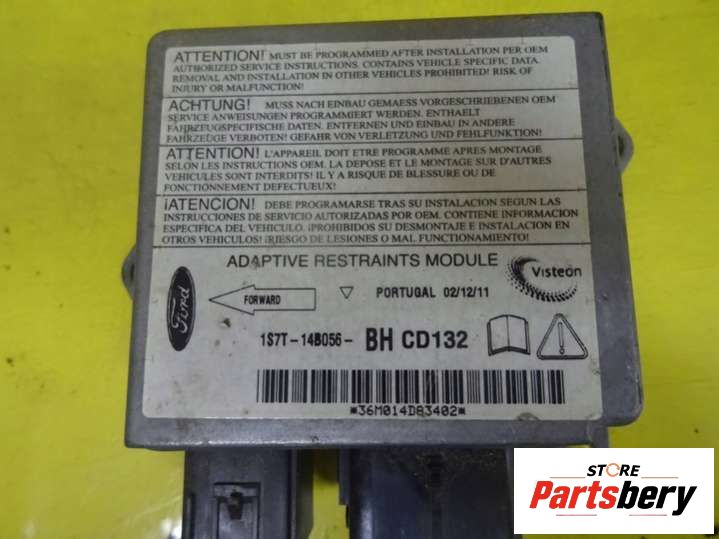 ATTENTION! MUST BE PROGRAMMED AFTER INSTALLATION PER OEM
AUTHORIZED SERVICE INSTRUCTIONS. CONTAINS VEHICLE SPECIFIC DATA.
REMOVAL AND INSTALLATION IN OTHER VEHICLES PROHIBITED! RISK OF
INJURY OR MALFUNCTION!
ACHTUNG! MUSS NACH EINBAU GEMAESS VORGESCHRIEBENEN OEM
SERVICE ANWEISUNGEN PROGRAMMIERT WERDEN. ENTHAELT
FAHRZEUGSPEZIFISCHE DATEN. ENTFERNEN UND EINBAU IN ANDERE
FAHRZEUGE VERBOTEN! GEFAHR VON VERLETZUNG UND FEHLFUNKTION!
ATTENTION! L'APPAREIL DOIT ETRE PROGRAMME APRES MONTAGE
SELON LES INSTRUCTIONS OEM. LA DEPOSE ET LE MONTAGE SUR D'AUTRES
VEHICULES SONT INTERDITS! IL Y A RISQUE DE BLESSURE OU DE
FONCTIONNEMENT DEFECTUEUX!
¡ATENCION! DEBE PROGRAMARSE TRAS SU INSTALACION SEGUN LAS
INSTRUCCIONES DE SERVICIO AUTORIZADAS POR OEM. CONTIENE INFORMACION
ESPECIFICA DEL VEHICULO. ¡PROHIBIDOS SU DESMONTAJE E INSTALACION EN
OTROS VEHICULOS! ¡RIESGO DE LESIONES O MAL FUNCIONAMIENTO!
ADAPTIVE RESTRAINTS MODULE
Visteon
Ford
FORWARD
PORTUGAL 02/12/11
1S7T-14B056- BH CD132
*36M014D83402*
STORE
Partsbery